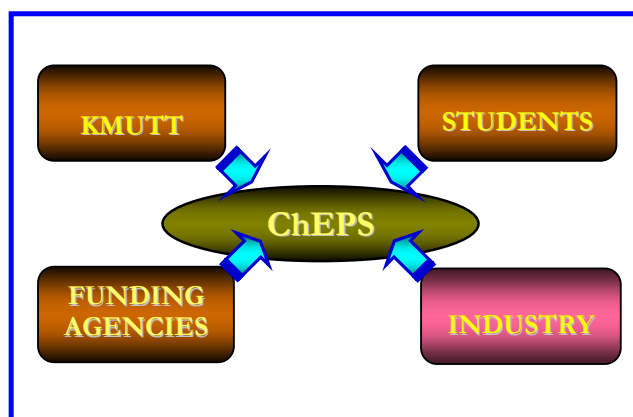 KMUTT
STUDENTS
ChEPS
FUNDING
AGENCIES
INDUSTRY